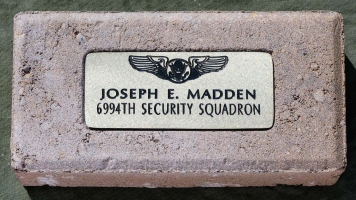 JOSEPH E. MADDEN
6994TH SECURITY SQUADRON